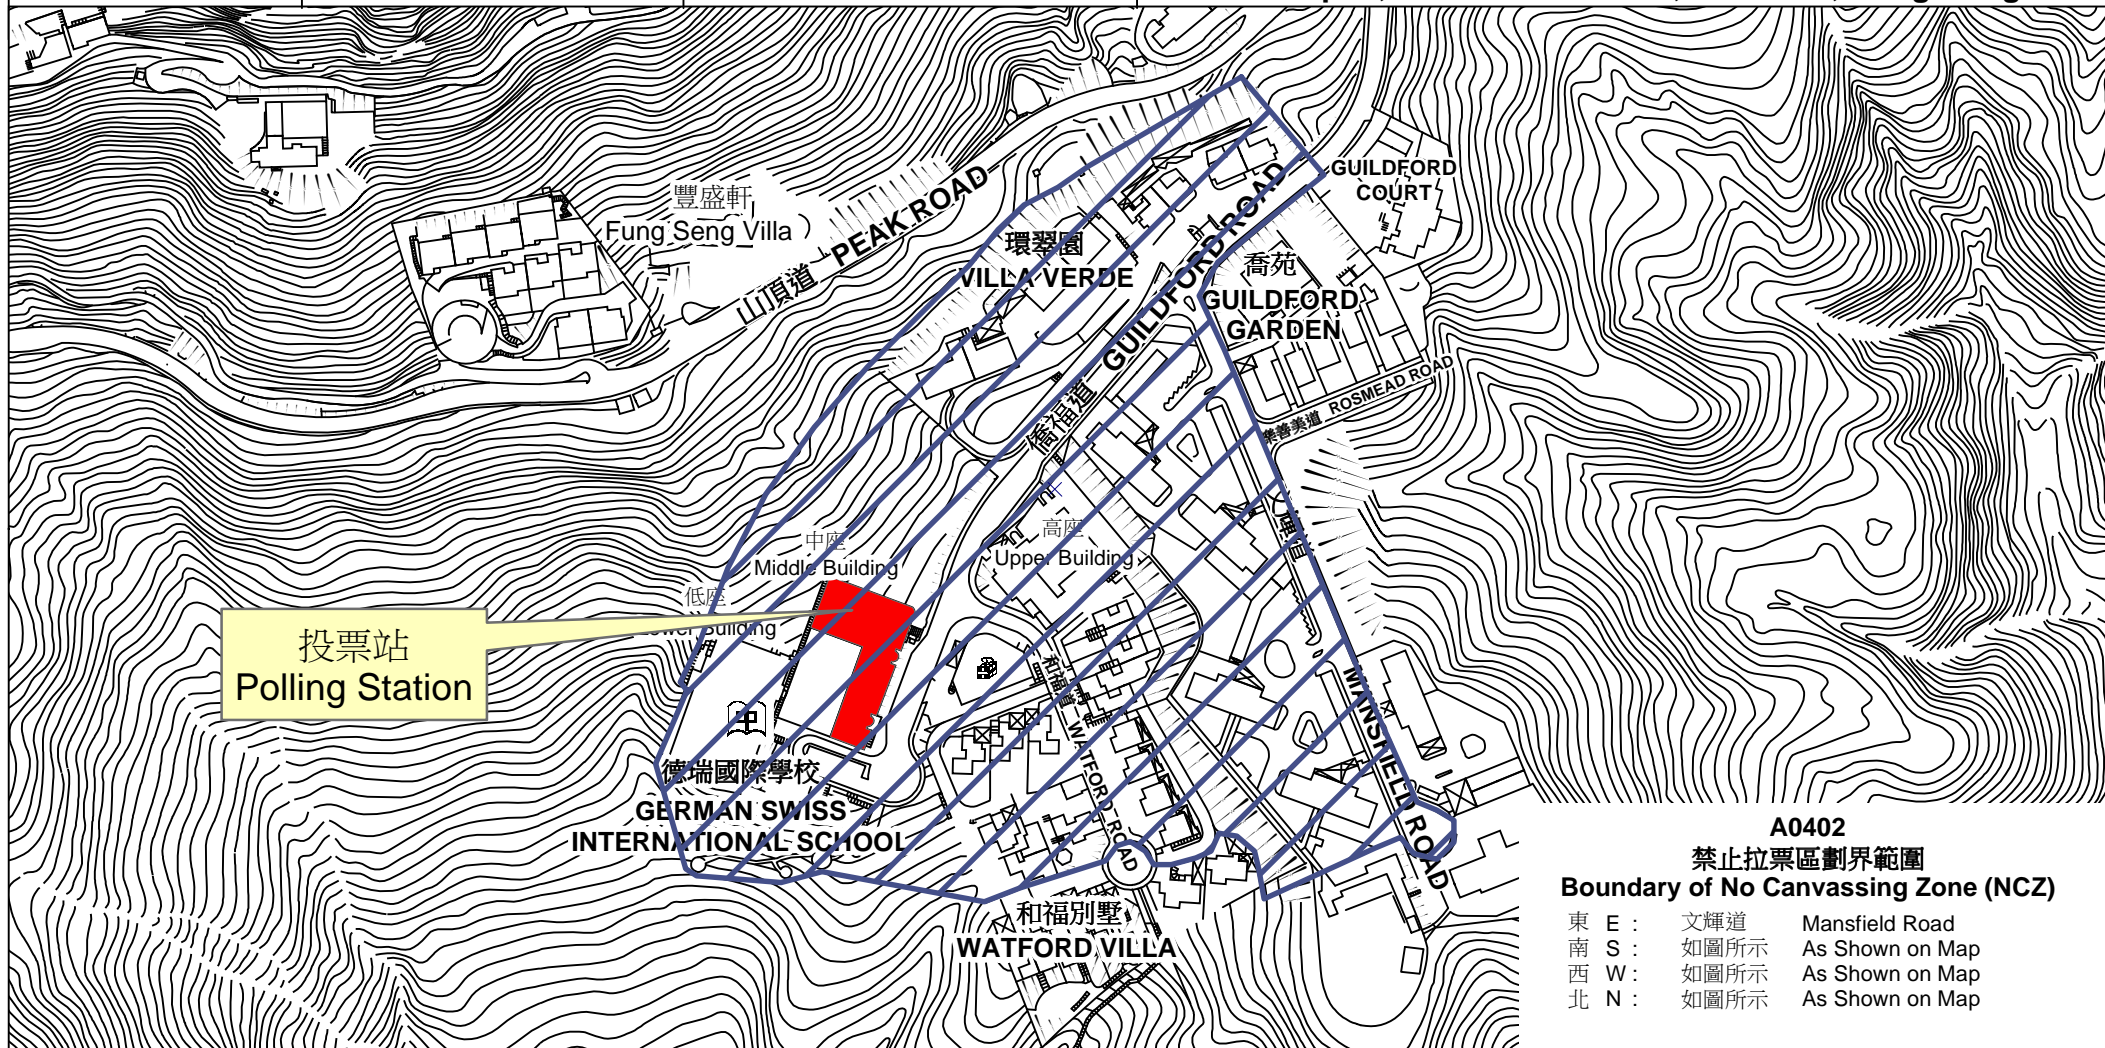 豐盛軒
Fung Seng Villa
山頂道 PEAK ROAD
環翠園
VILLA VERDE
僑福道 GUILDFORD ROAD
GUILDFORD
COURT
喬苑
GUILDFORD
GARDEN
樂善美道 ROSMEAD ROAD
文輝道 MANSFIELD ROAD
中座
Middle Building
高座
Upper Building
低座
Lower Building
投票站
Polling Station
德瑞國際學校
GERMAN SWISS
INTERNATIONAL SCHOOL
和福道 WATFORD ROAD
和福別墅
WATFORD VILLA
A0402
禁止拉票區劃界範圍
Boundary of No Canvassing Zone (NCZ)
東 E : 文輝道 Mansfield Road
南 S : 如圖所示 As Shown on Map
西 W : 如圖所示 As Shown on Map
北 N : 如圖所示 As Shown on Map